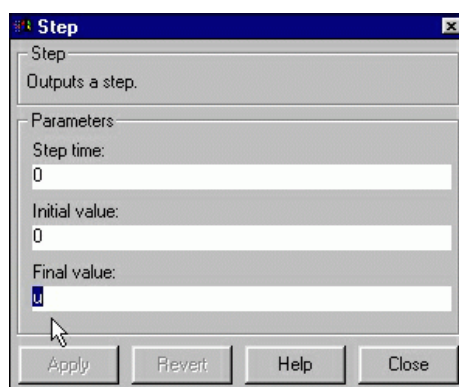 Step
Step
Outputs a step.
Parameters
Step time:
0
Initial value:
0
Final value:
u
Apply Revert Help Close